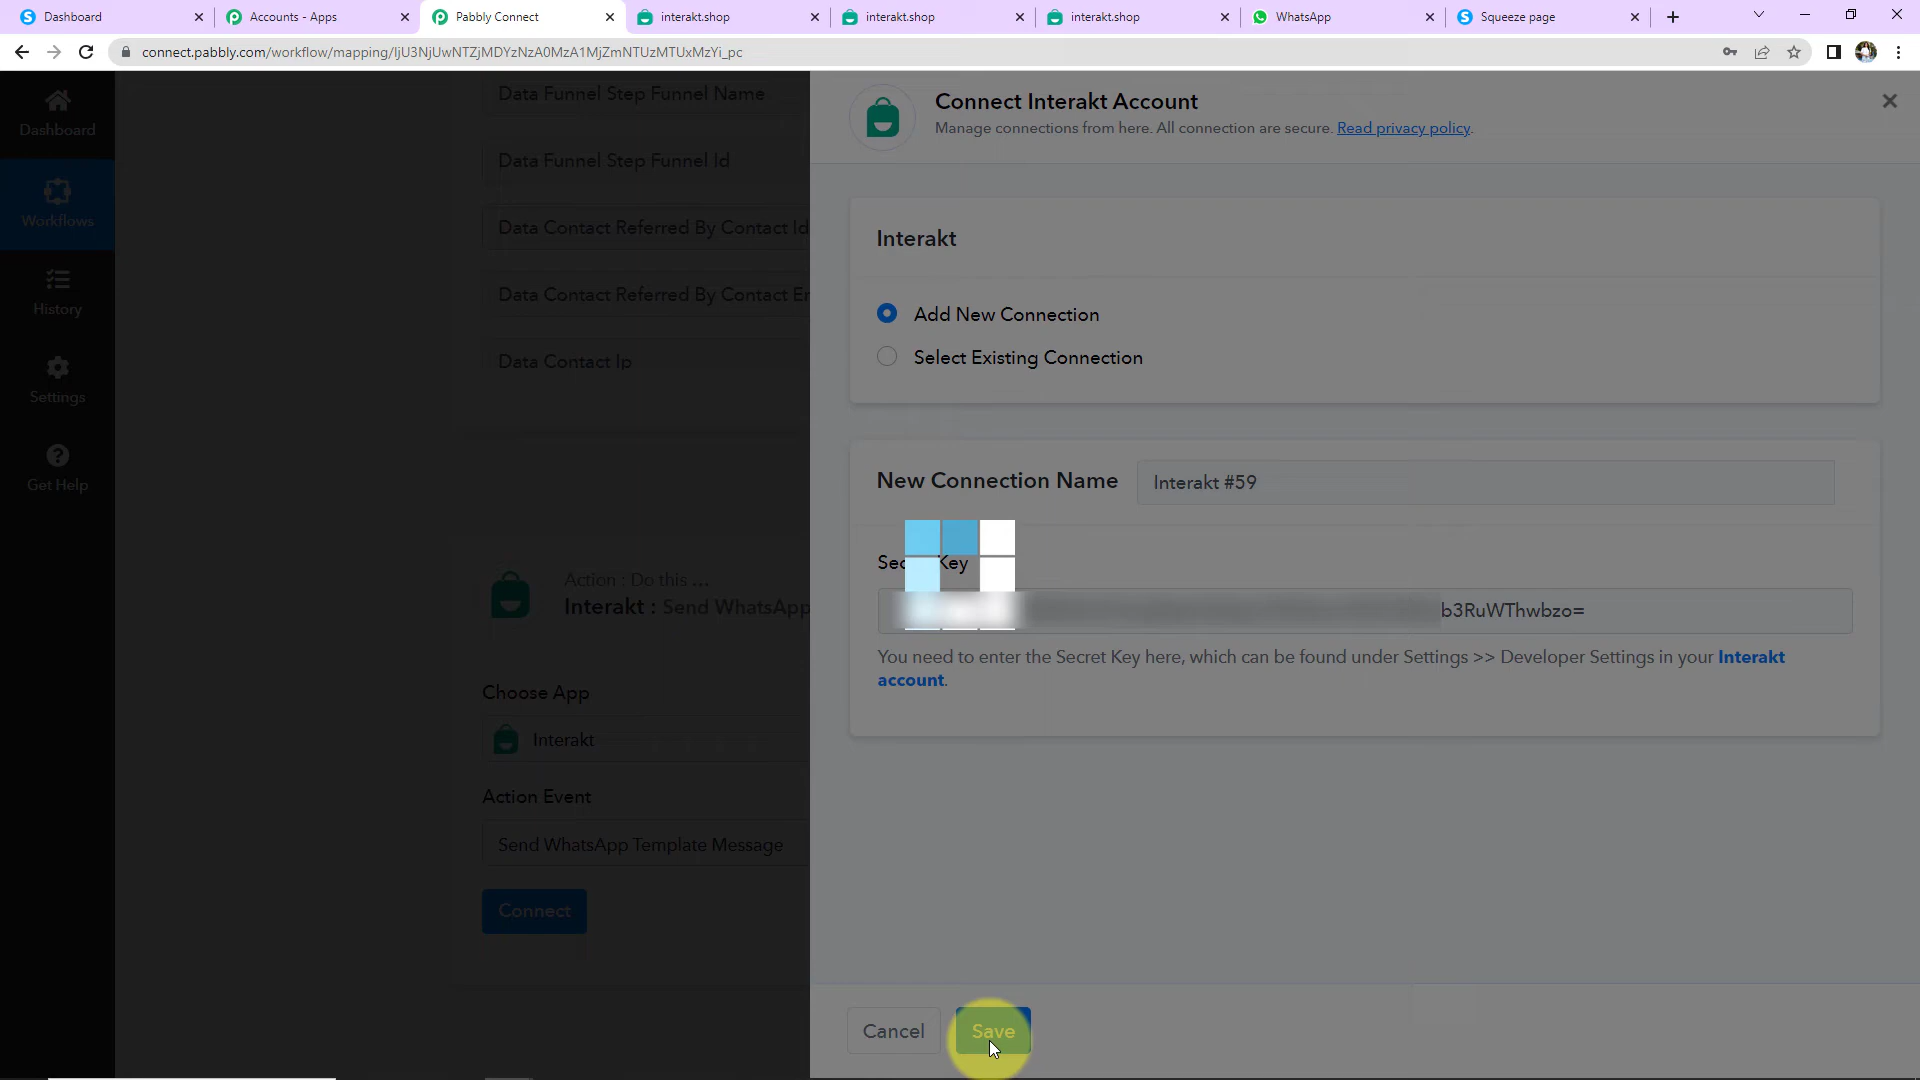 Dashboard
Accounts - Apps
Pabbly Connect
interakt.shop
interakt.shop
interakt.shop
WhatsApp
Squeeze page
connect.pabbly.com/workflow/mapping/IjU3NjUwNTZjMDYzNzA0MzA1MjZmNTUzMTUxMzYi_pc
Dashboard
Workflows
History
Settings
Get Help
Data Funnel Step Funnel Name
Data Funnel Step Funnel Id
Data Contact Referred By Contact Id
Data Contact Referred By Contact
Data Contact Ip
Action : Do this ...
Interakt : Send WhatsApp
Choose App
Interakt
Action Event
Send WhatsApp Template Message
Connect
Connect Interakt Account
Manage connections from here. All connection are secure. Read privacy policy.
Interakt
Add New Connection
Select Existing Connection
New Connection Name
Interakt #59
Key
b3RuWThwbzo=
You need to enter the Secret Key here, which can be found under Settings >> Developer Settings in your Interakt
account.
Cancel
Save